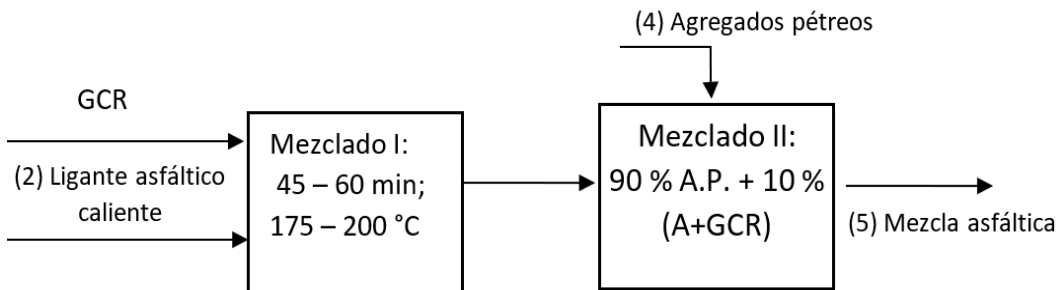 (4) Agregados pétreos
GCR
(2) Ligante asfáltico
caliente
Mezclado I:
45 – 60 min;
175 – 200 °C
Mezclado II:
90 % A.P. + 10 %
(A+GCR)
(5) Mezcla asfáltica